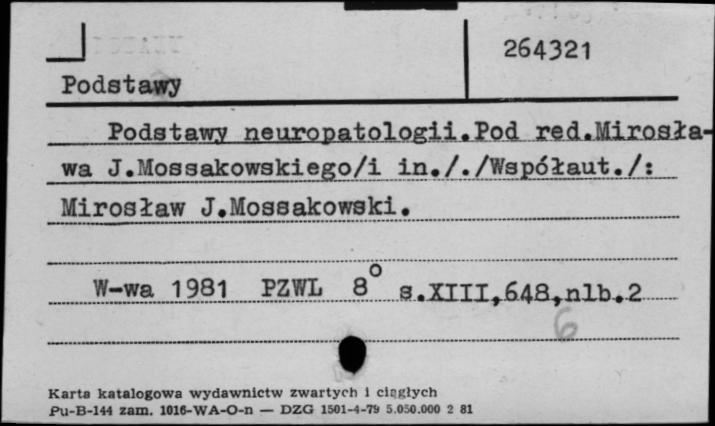 264321
Podstawy
Podstawy neuropatologii.Pod red.Mirosła-
wa J.Mossakowskiego/i in././Współaut./:
Mirosław J.Mossakowski.
W-wa 1981 PZWL 8° s.XIII,648,nlb.2
6
Karta katalogowa wydawnictw zwartych i ciągłych
Pu-B-144 zam. 1016-WA-O-n — DZG 1501-4-79 5.050.000 2 81